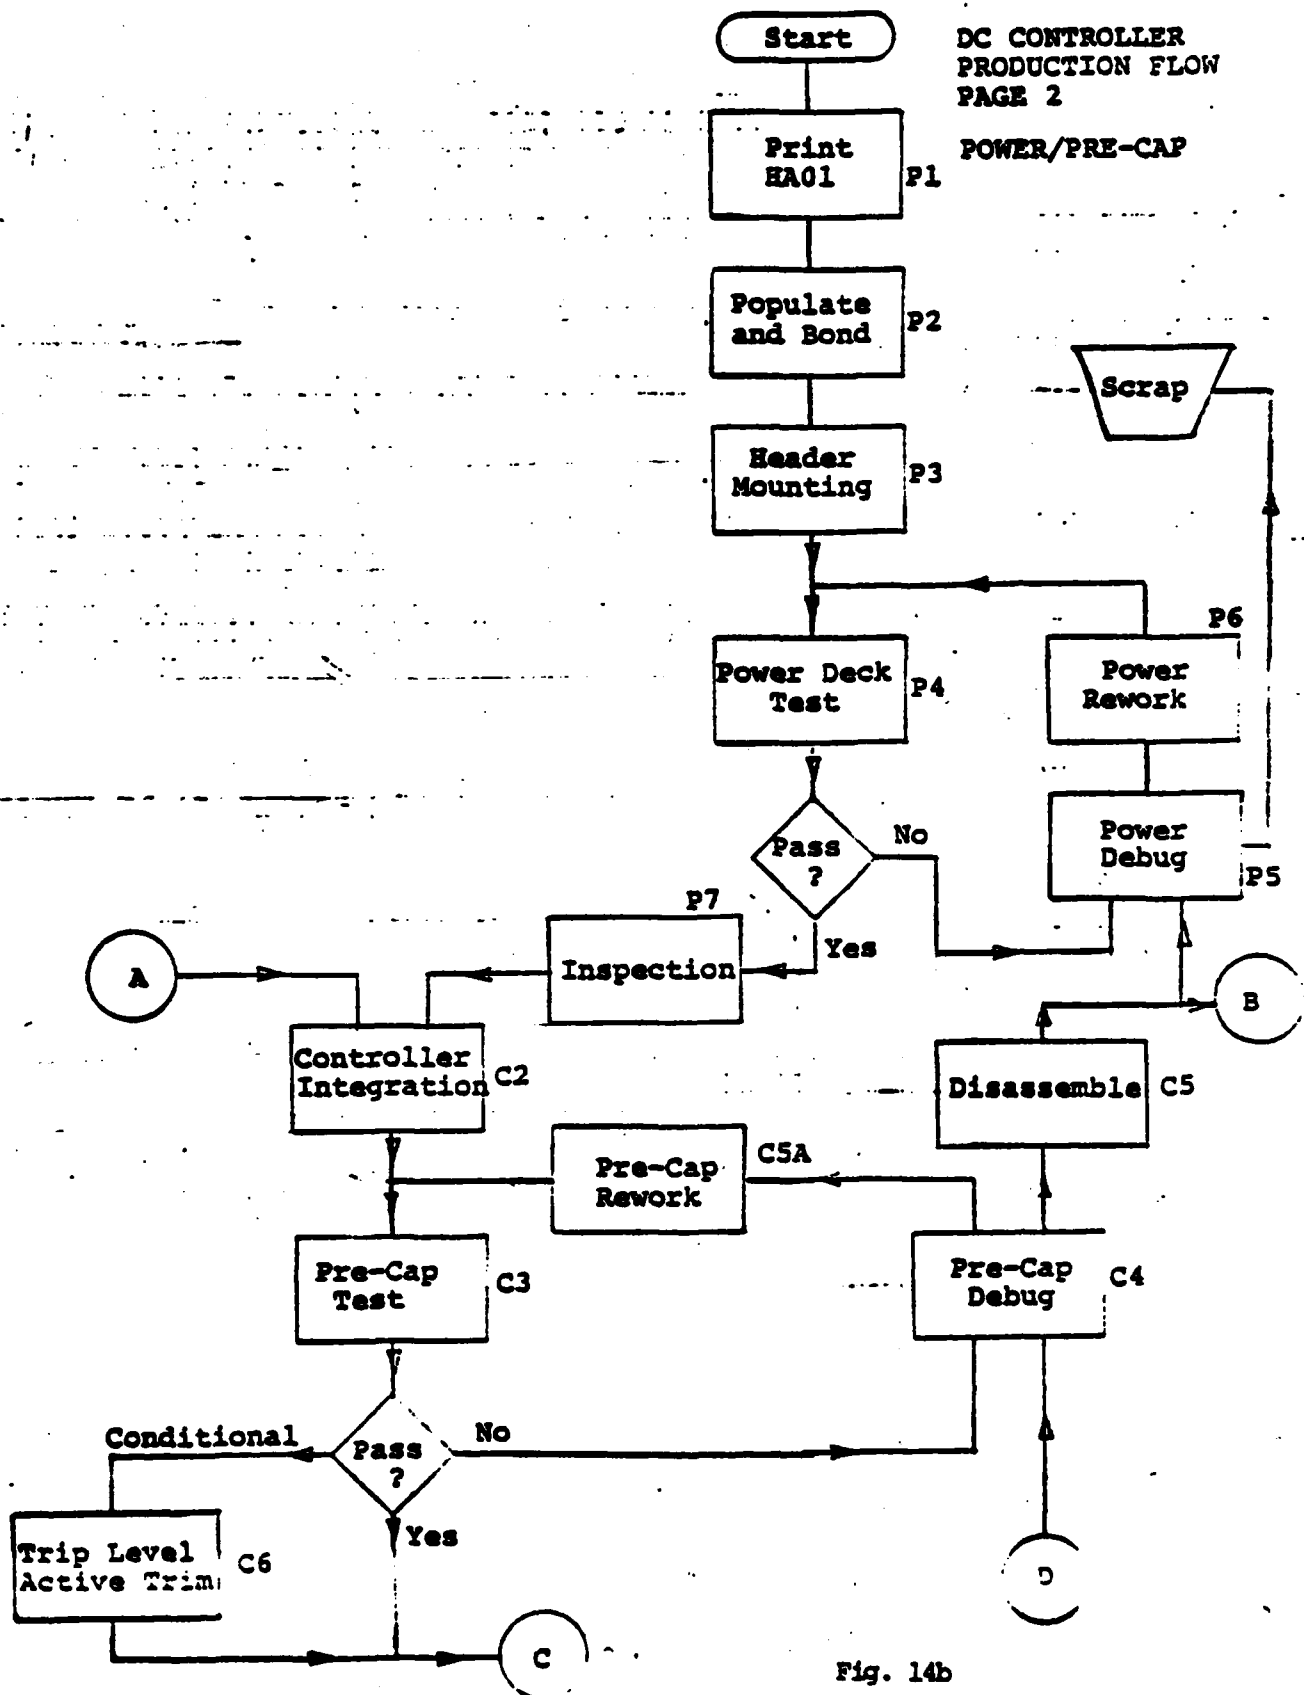 Start
DC CONTROLLER
PRODUCTION FLOW
PAGE 2
POWER/PRE-CAP
Print
HA01
P1
Populate
and Bond
P2
Scrap
Header
Mounting
P3
P6
Power Deck
Test
P4
Power
Rework
Pass
?
No
Power
Debug
P5
P7
Yes
A
Inspection
B
Controller
Integration
C2
Disassemble
C5
Pre-Cap
Rework
C5A
Pre-Cap
Test
C3
Pre-Cap
Debug
C4
Conditional
Pass
?
No
Yes
Trip Level
Active Trim
C6
D
C
Fig. 14b